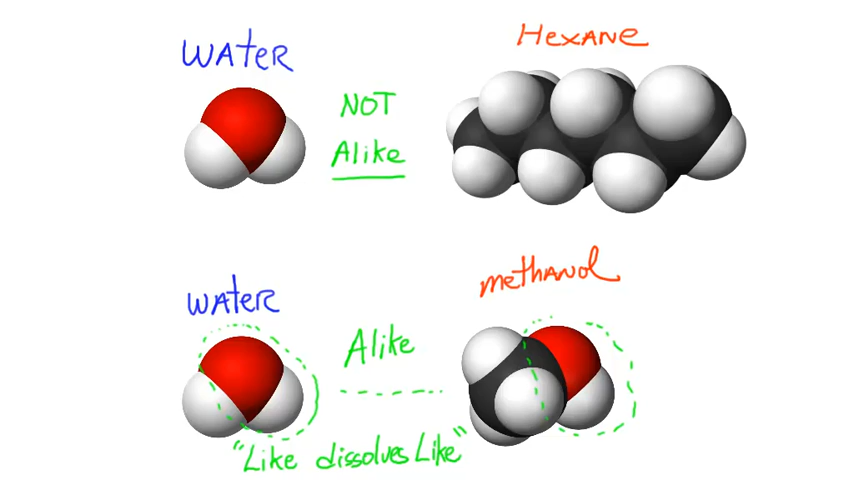 WATER
HEXANE
NOT
Alike
WATER
methanol
Alike
"Like dissolves Like"